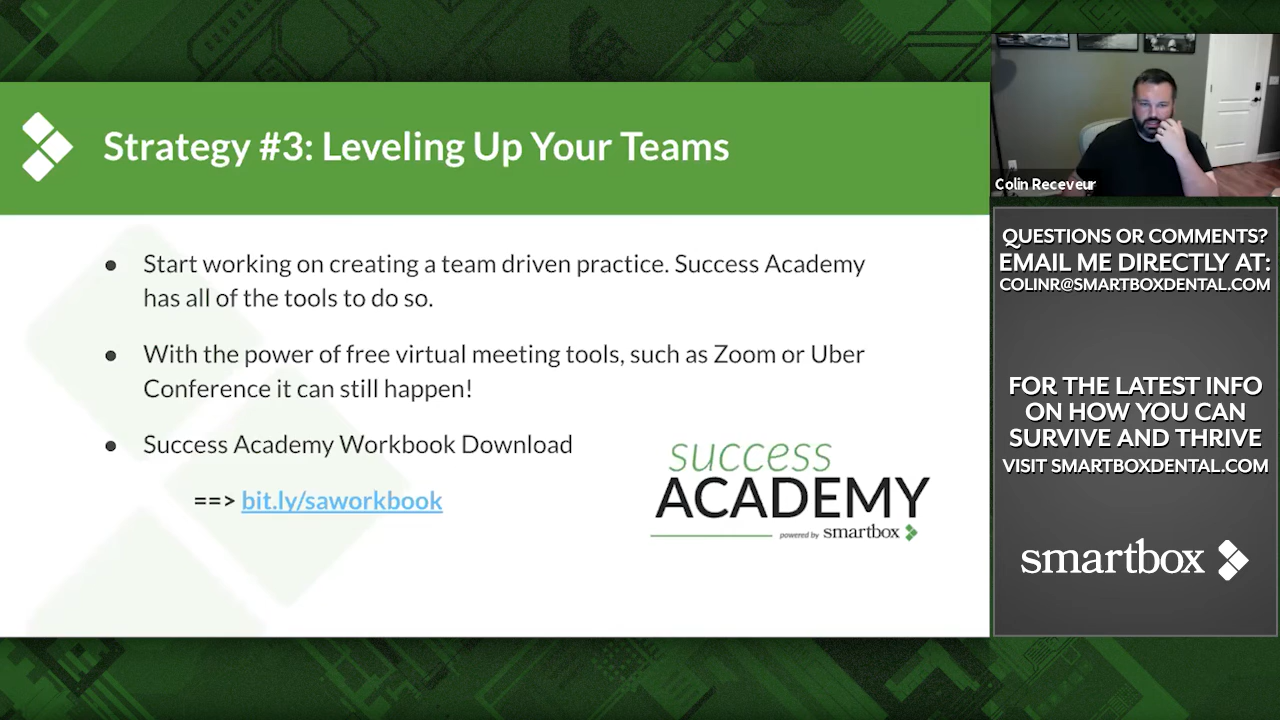 Strategy #3: Leveling Up Your Teams
● Start working on creating a team driven practice. Success Academy
has all of the tools to do so.
● With the power of free virtual meeting tools, such as Zoom or Uber
Conference it can still happen!
● Success Academy Workbook Download
==> bit.ly/saworkbook
success
ACADEMY
powered by smartbox
Colin Receveur
QUESTIONS OR COMMENTS?
EMAIL ME DIRECTLY AT:
COLINR@SMARTBOXDENTAL.COM
FOR THE LATEST INFO
ON HOW YOU CAN
SURVIVE AND THRIVE
VISIT SMARTBOXDENTAL.COM
smartbox